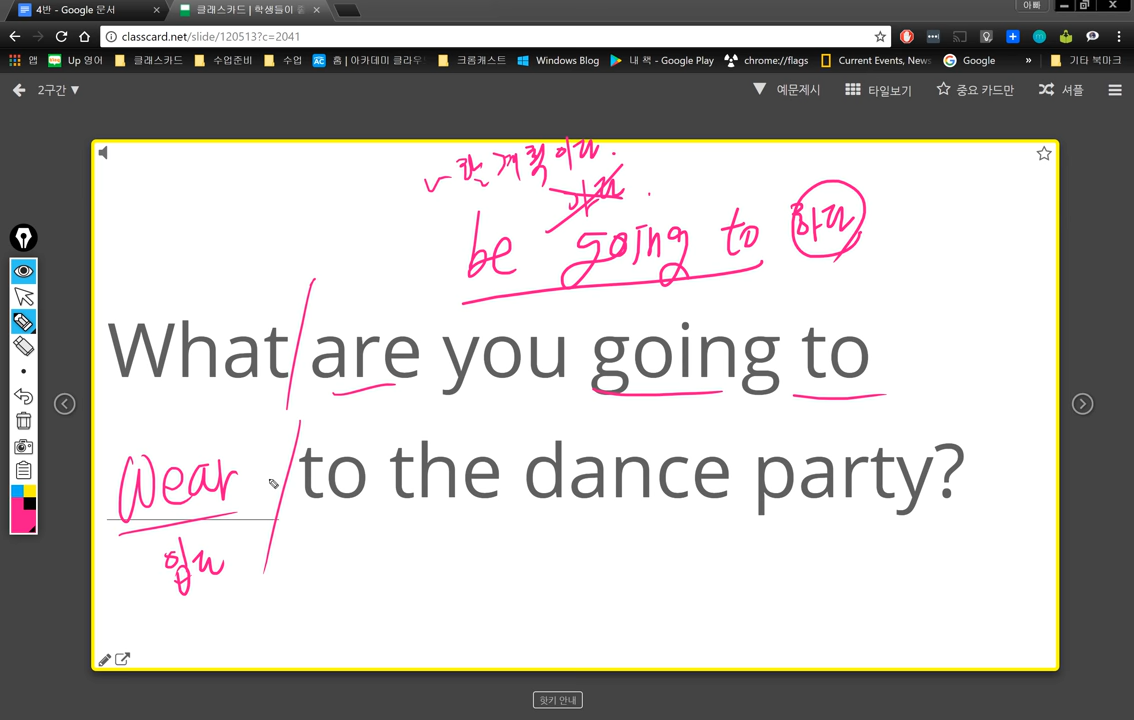 4반 - Google 문서
클래스카드 | 학생들이 줄
아빠
classcard.net/slide/120513?c=2041
앱 Up 영어 클래스카드 수업준비 수업 홈 | 아카데미 클라우 크롬캐스트 Windows Blog 내 책 - Google Play chrome://flags Current Events, News Google » 기타 북마크
2구간 ▼ ▼ 예문제시 타일보기 중요 카드만 셔플
할 계획이다.
be going to 하다
What / are you going to
Wear / to the dance party?
입다
핫키 안내